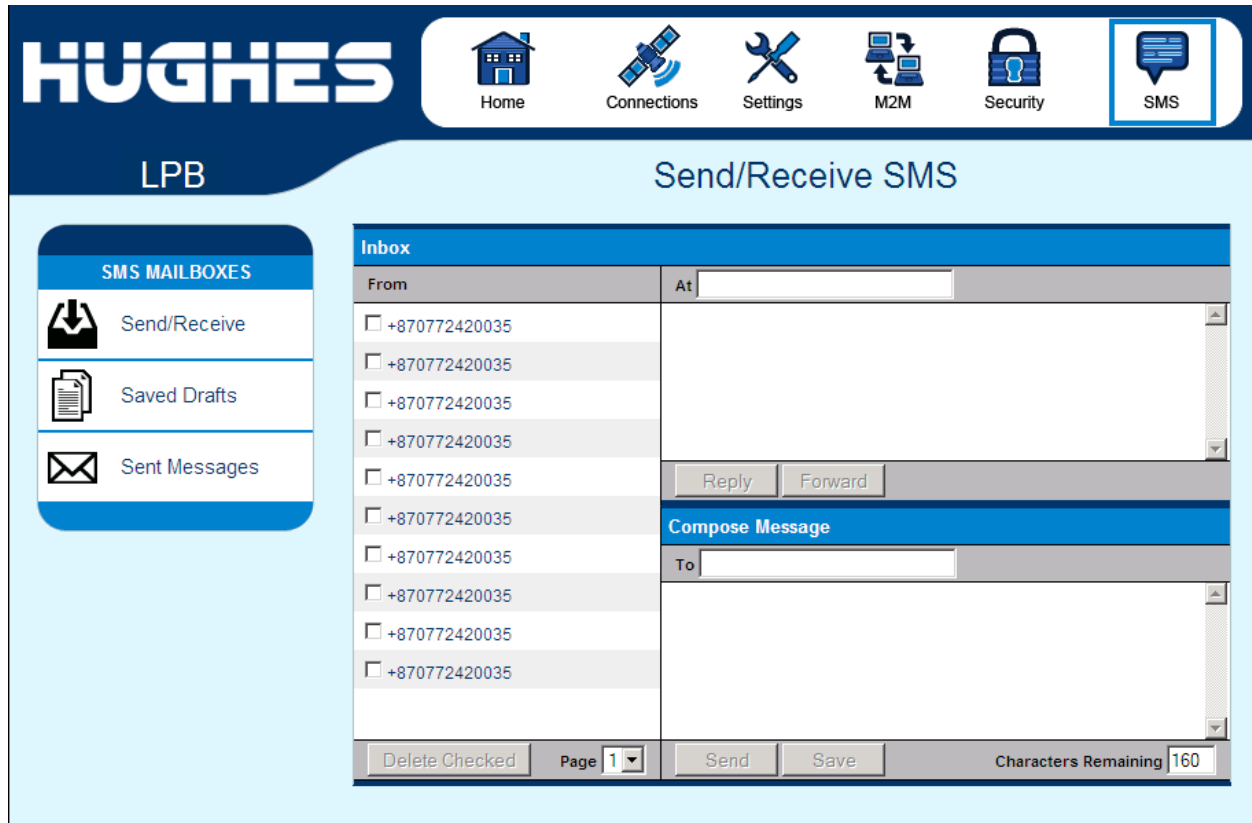 HUGHES
Home Connections Settings M2M Security SMS
LPB
Send/Receive SMS
SMS MAILBOXES
Send/Receive
Saved Drafts
Sent Messages
Inbox
From
+870772420035
+870772420035
+870772420035
+870772420035
+870772420035
+870772420035
+870772420035
+870772420035
+870772420035
+870772420035
Delete Checked Page 1
At
Reply Forward
Compose Message
To
Send Save Characters Remaining 160